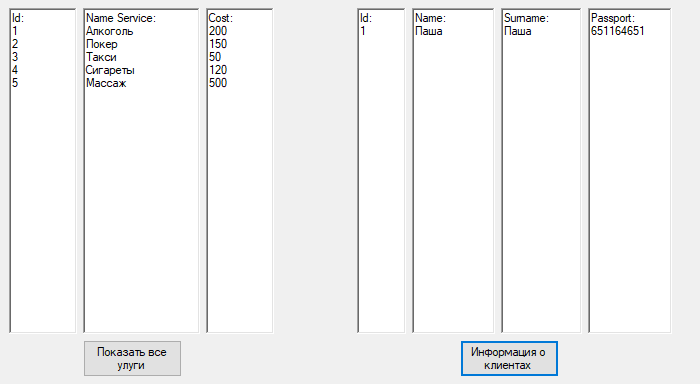 Id: Name Service: Cost:
1 Алкоголь 200
2 Покер 150
3 Такси 50
4 Сигареты 120
5 Массаж 500
Показать все
улуги
Id: Name: Surname: Passport:
1 Паша Паша 651164651
Информация о
клиентах